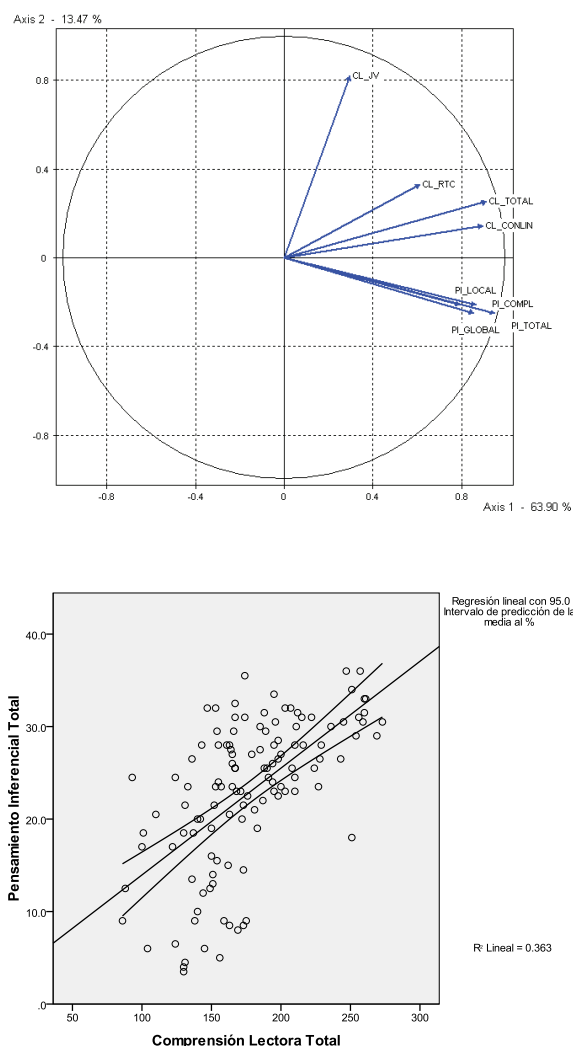 Axis 2 - 13.47 %
0.8
CL_JV
0.4
CL_RTC
CL_TOTAL
CL_CONLIN
0
PI_LOCAL
PI_COMPL
PI_GLOBAL
PI_TOTAL
-0.4
-0.8
-0.8
-0.4
0
0.4
0.8
Axis 1 - 63.90 %
Regresión lineal con 95.0
Intervalo de predicción de la
media al %
40.0
30.0
20.0
10.0
.0
Pensamiento Inferencial Total
R² Lineal = 0.363
50
100
150
200
250
300
Comprensión Lectora Total